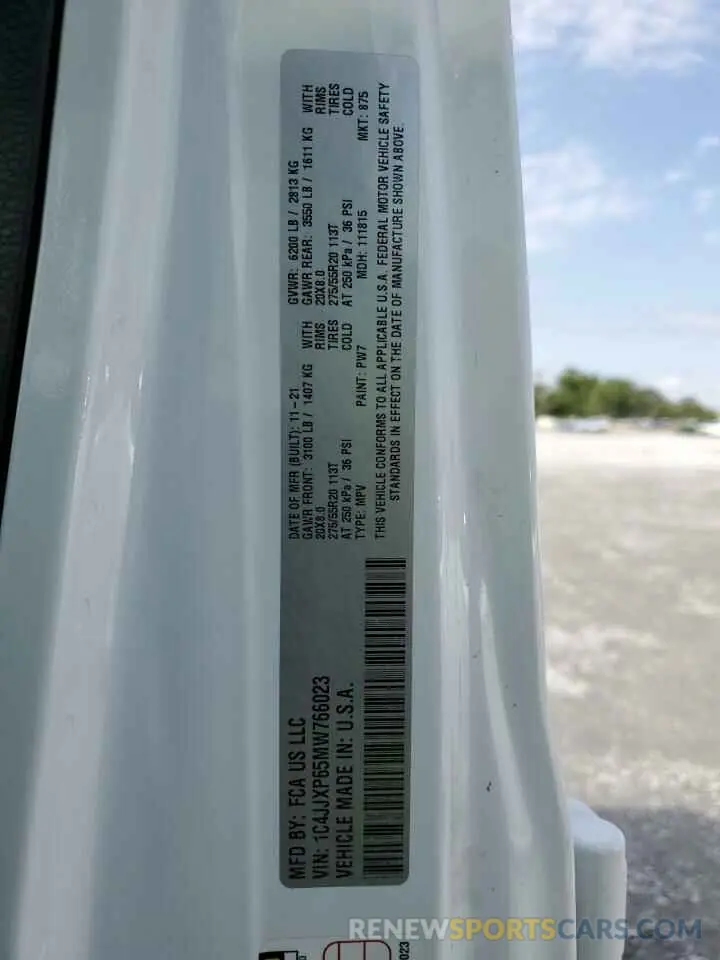 MFD BY: FCA US LLC
VIN: 1C4JJXP65MW766023
VEHICLE MADE IN: U.S.A.
DATE OF MFR (BUILT): 11-21 GVWR: 6200 LB / 2813 KG
GAWR FRONT: 3100 LB / 1407 KG WITH GAWR REAR: 3550 LB / 1611 KG WITH
20X8.0 RIMS 20X8.0 RIMS
275/55R20 113T TIRES 275/55R20 113T TIRES
AT 250 kPa / 36 PSI COLD AT 250 kPa / 36 PSI COLD
TYPE: MPV PAINT: PW7 MDH: 111815 MKT: 875
THIS VEHICLE CONFORMS TO ALL APPLICABLE U.S.A. FEDERAL MOTOR VEHICLE SAFETY
STANDARDS IN EFFECT ON THE DATE OF MANUFACTURE SHOWN ABOVE.
023
RENEWSPORTSCARS.COM